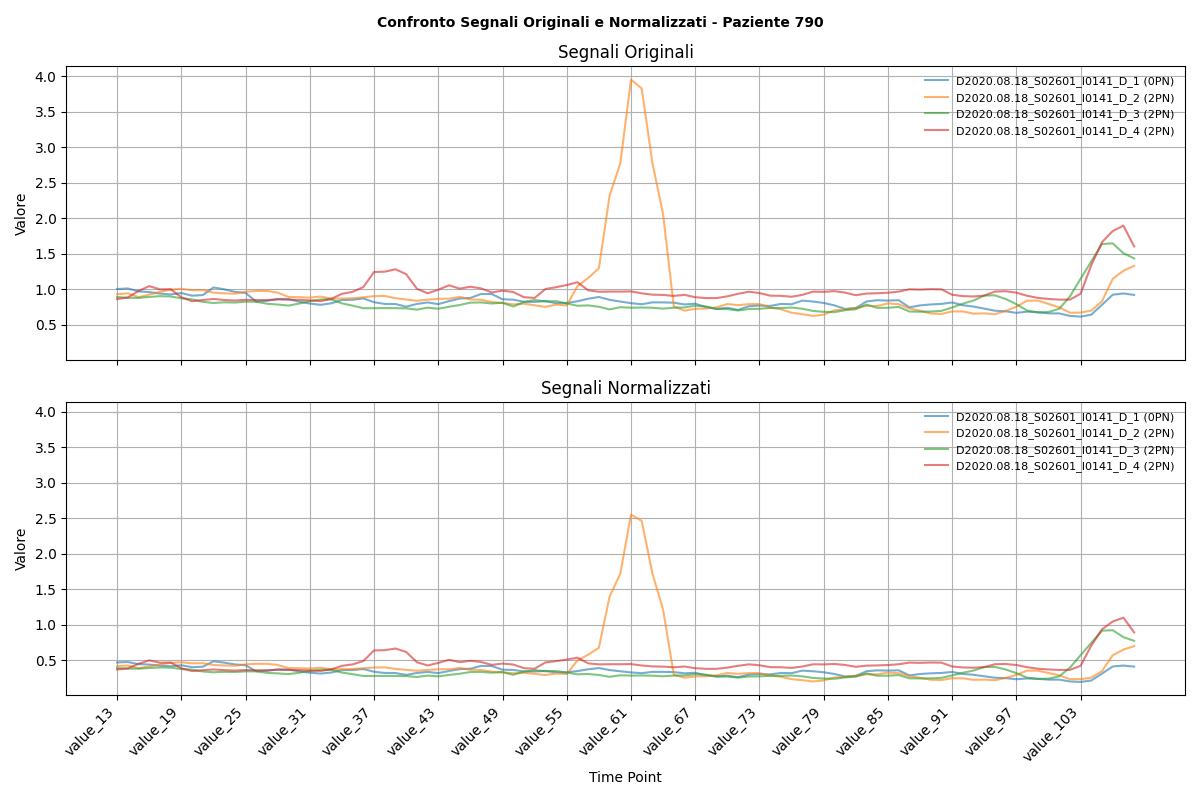 Confronto Segnali Originali e Normalizzati - Paziente 790
Segnali Originali
4.0
3.5
3.0
2.5
2.0
1.5
1.0
0.5
Valore
D2020.08.18_S02601_I0141_D_1 (0PN)
D2020.08.18_S02601_I0141_D_2 (2PN)
D2020.08.18_S02601_I0141_D_3 (2PN)
D2020.08.18_S02601_I0141_D_4 (2PN)
Segnali Normalizzati
4.0
3.5
3.0
2.5
2.0
1.5
1.0
0.5
Valore
D2020.08.18_S02601_I0141_D_1 (0PN)
D2020.08.18_S02601_I0141_D_2 (2PN)
D2020.08.18_S02601_I0141_D_3 (2PN)
D2020.08.18_S02601_I0141_D_4 (2PN)
value_13
value_19
value_25
value_31
value_37
value_43
value_49
value_55
value_61
value_67
value_73
value_79
value_85
value_91
value_97
value_103
Time Point